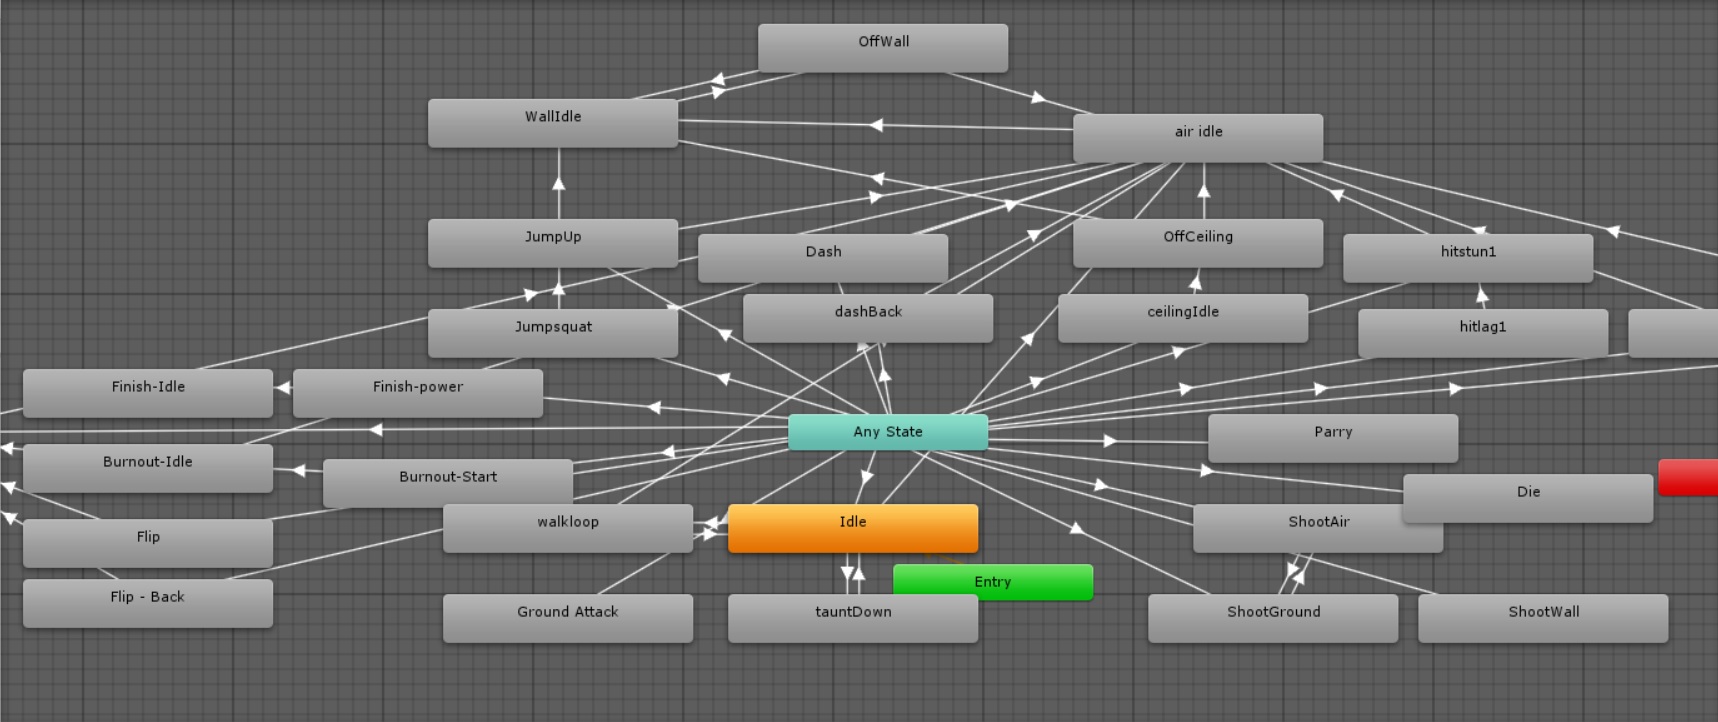 OffWall
WallIdle
air idle
JumpUp
OffCeiling
Dash
hitstun1
dashBack
ceilingIdle
Jumpsquat
hitlag1
Finish-Idle
Finish-power
Any State
Parry
Burnout-Idle
Burnout-Start
Die
walkloop
Idle
ShootAir
Flip
Entry
Flip - Back
Ground Attack
tauntDown
ShootGround
ShootWall